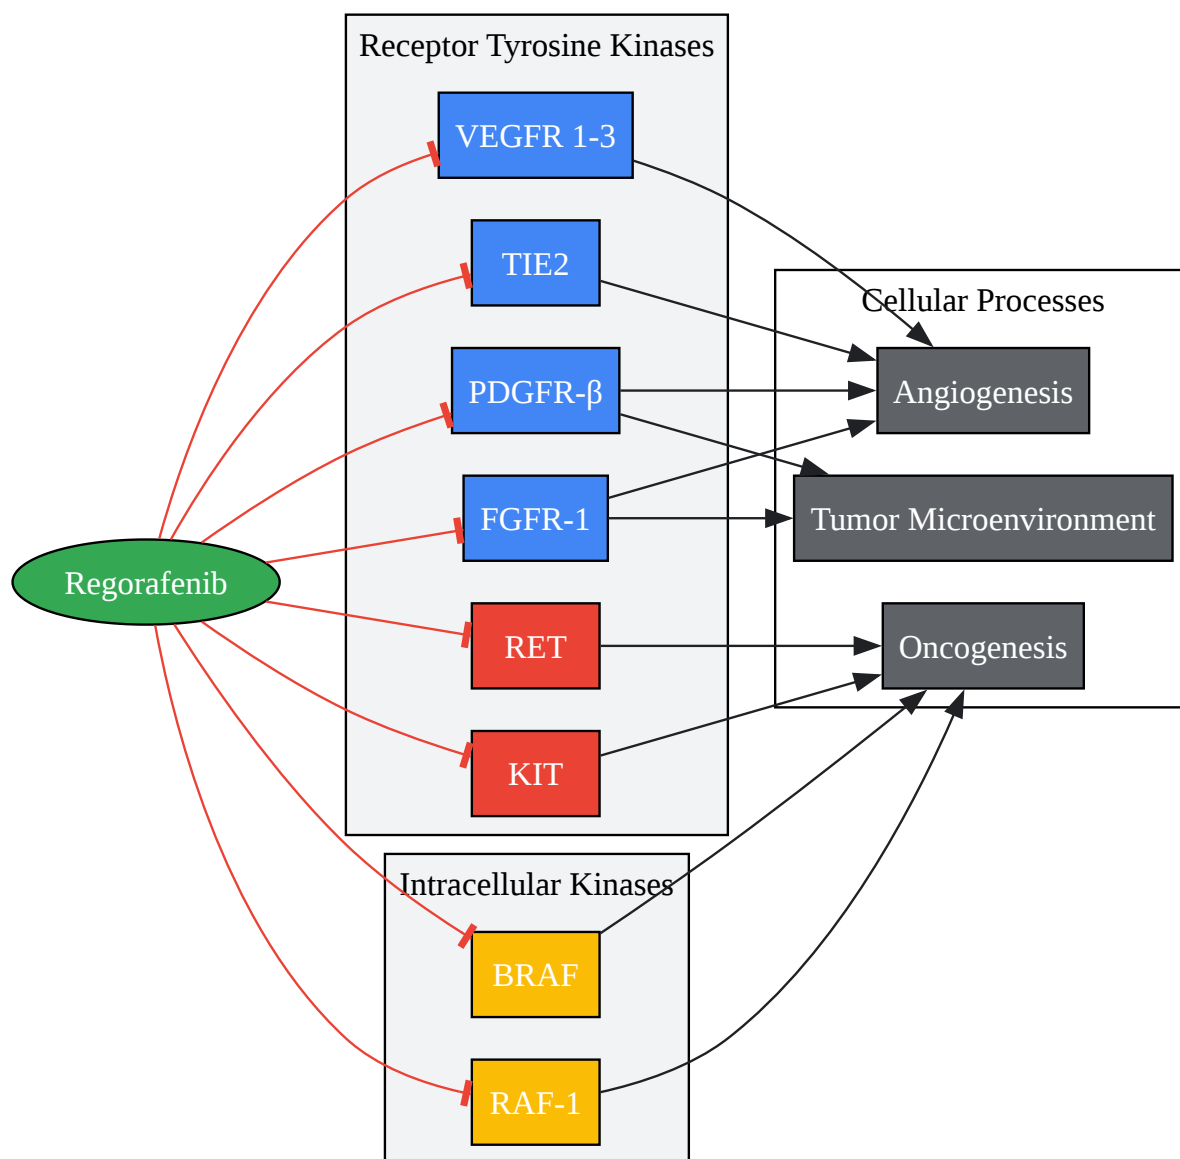 Receptor Tyrosine Kinases
VEGFR 1-3
TIE2
PDGFR-β
FGFR-1
RET
KIT
Regorafenib
Cellular Processes
Angiogenesis
Tumor Microenvironment
Oncogenesis
Intracellular Kinases
BRAF
RAF-1